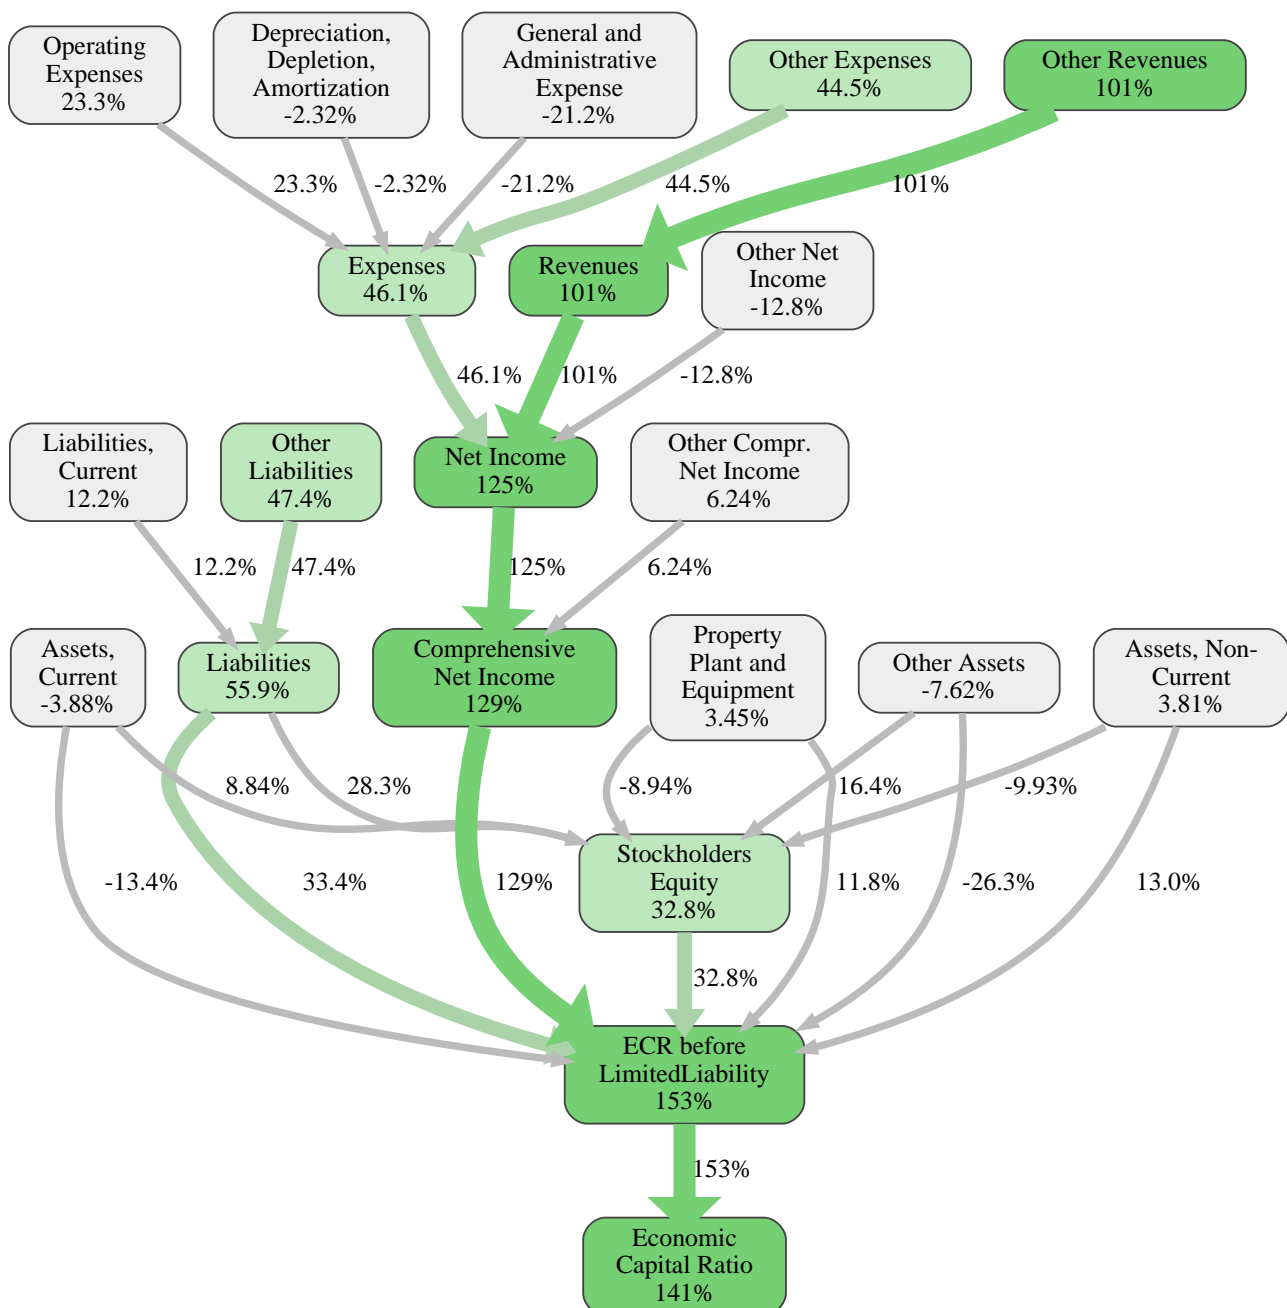 Operating
Expenses
23.3%
Depreciation,
Depletion,
Amortization
-2.32%
General and
Administrative
Expense
-21.2%
Other Expenses
44.5%
Other Revenues
101%
23.3%
-2.32%
-21.2%
44.5%
101%
Expenses
46.1%
Revenues
101%
Other Net
Income
-12.8%
46.1%
101%
-12.8%
Liabilities,
Current
12.2%
Other
Liabilities
47.4%
Net Income
125%
Other Compr.
Net Income
6.24%
12.2%
47.4%
125%
6.24%
Assets,
Current
-3.88%
Liabilities
55.9%
Comprehensive
Net Income
129%
Property
Plant and
Equipment
3.45%
Other Assets
-7.62%
Assets, Non-
Current
3.81%
8.84%
28.3%
-8.94%
16.4%
-9.93%
Stockholders
Equity
32.8%
-13.4%
33.4%
129%
11.8%
-26.3%
13.0%
32.8%
ECR before
LimitedLiability
153%
153%
Economic
Capital Ratio
141%